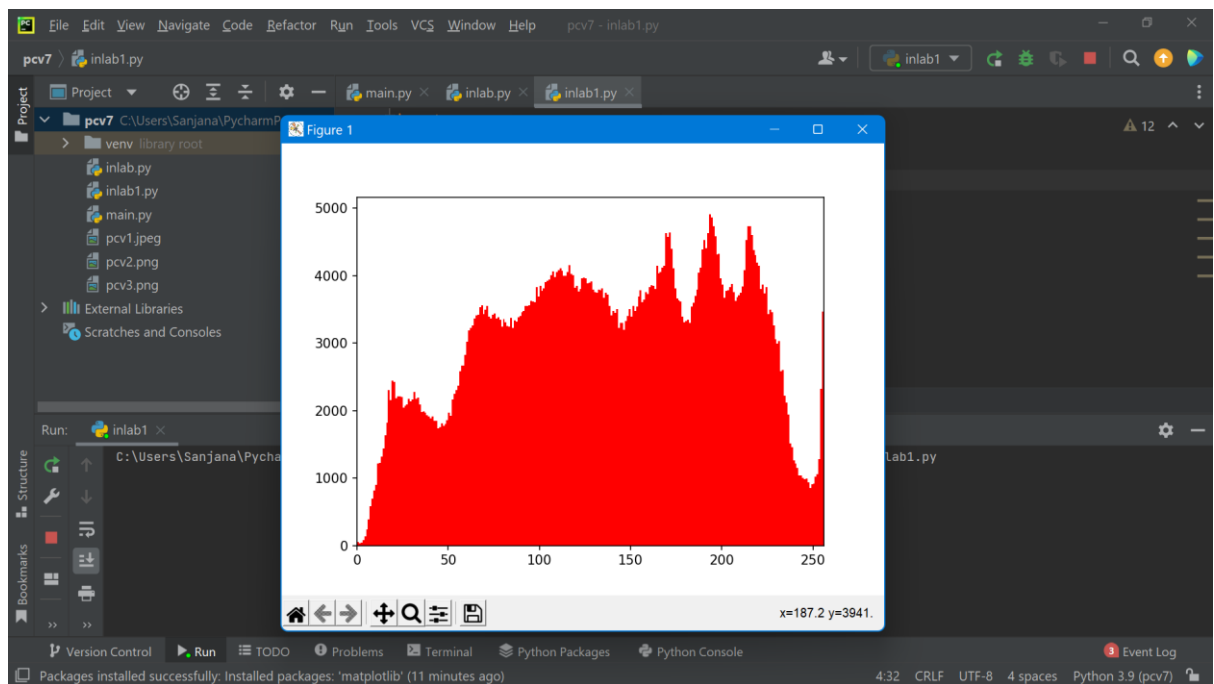 PC File Edit View Navigate Code Refactor Run Tools VCS Window Help pcv7 - inlab1.py
pcv7 inlab1.py inlab1
Project Project main.py inlab.py inlab1.py
pcv7 C:\Users\Sanjana\PycharmP Figure 1 12
venv library root
inlab.py
inlab1.py
main.py
pcv1.jpeg
pcv2.png
pcv3.png
External Libraries
Scratches and Consoles
5000
4000
3000
2000
1000
0
0 50 100 150 200 250
x=187.2 y=3941.
Run: inlab1
C:\Users\Sanjana\Pychar lab1.py
Structure
Bookmarks
Version Control Run TODO Problems Terminal Python Packages Python Console 3 Event Log
Packages installed successfully: Installed packages: 'matplotlib' (11 minutes ago) 4:32 CRLF UTF-8 4 spaces Python 3.9 (pcv7)